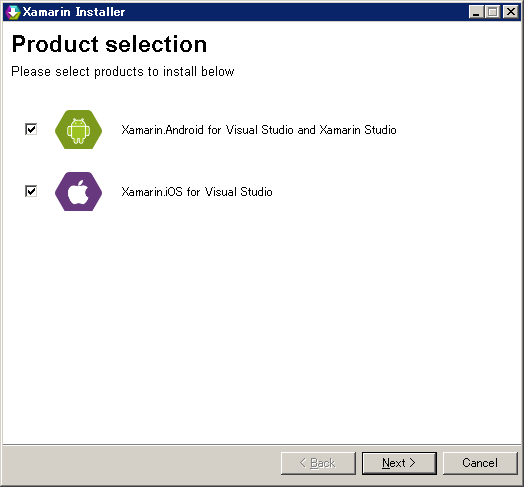 Xamarin Installer
Product selection
Please select products to install below
Xamarin.Android for Visual Studio and Xamarin Studio
Xamarin.iOS for Visual Studio
< Back
Next >
Cancel